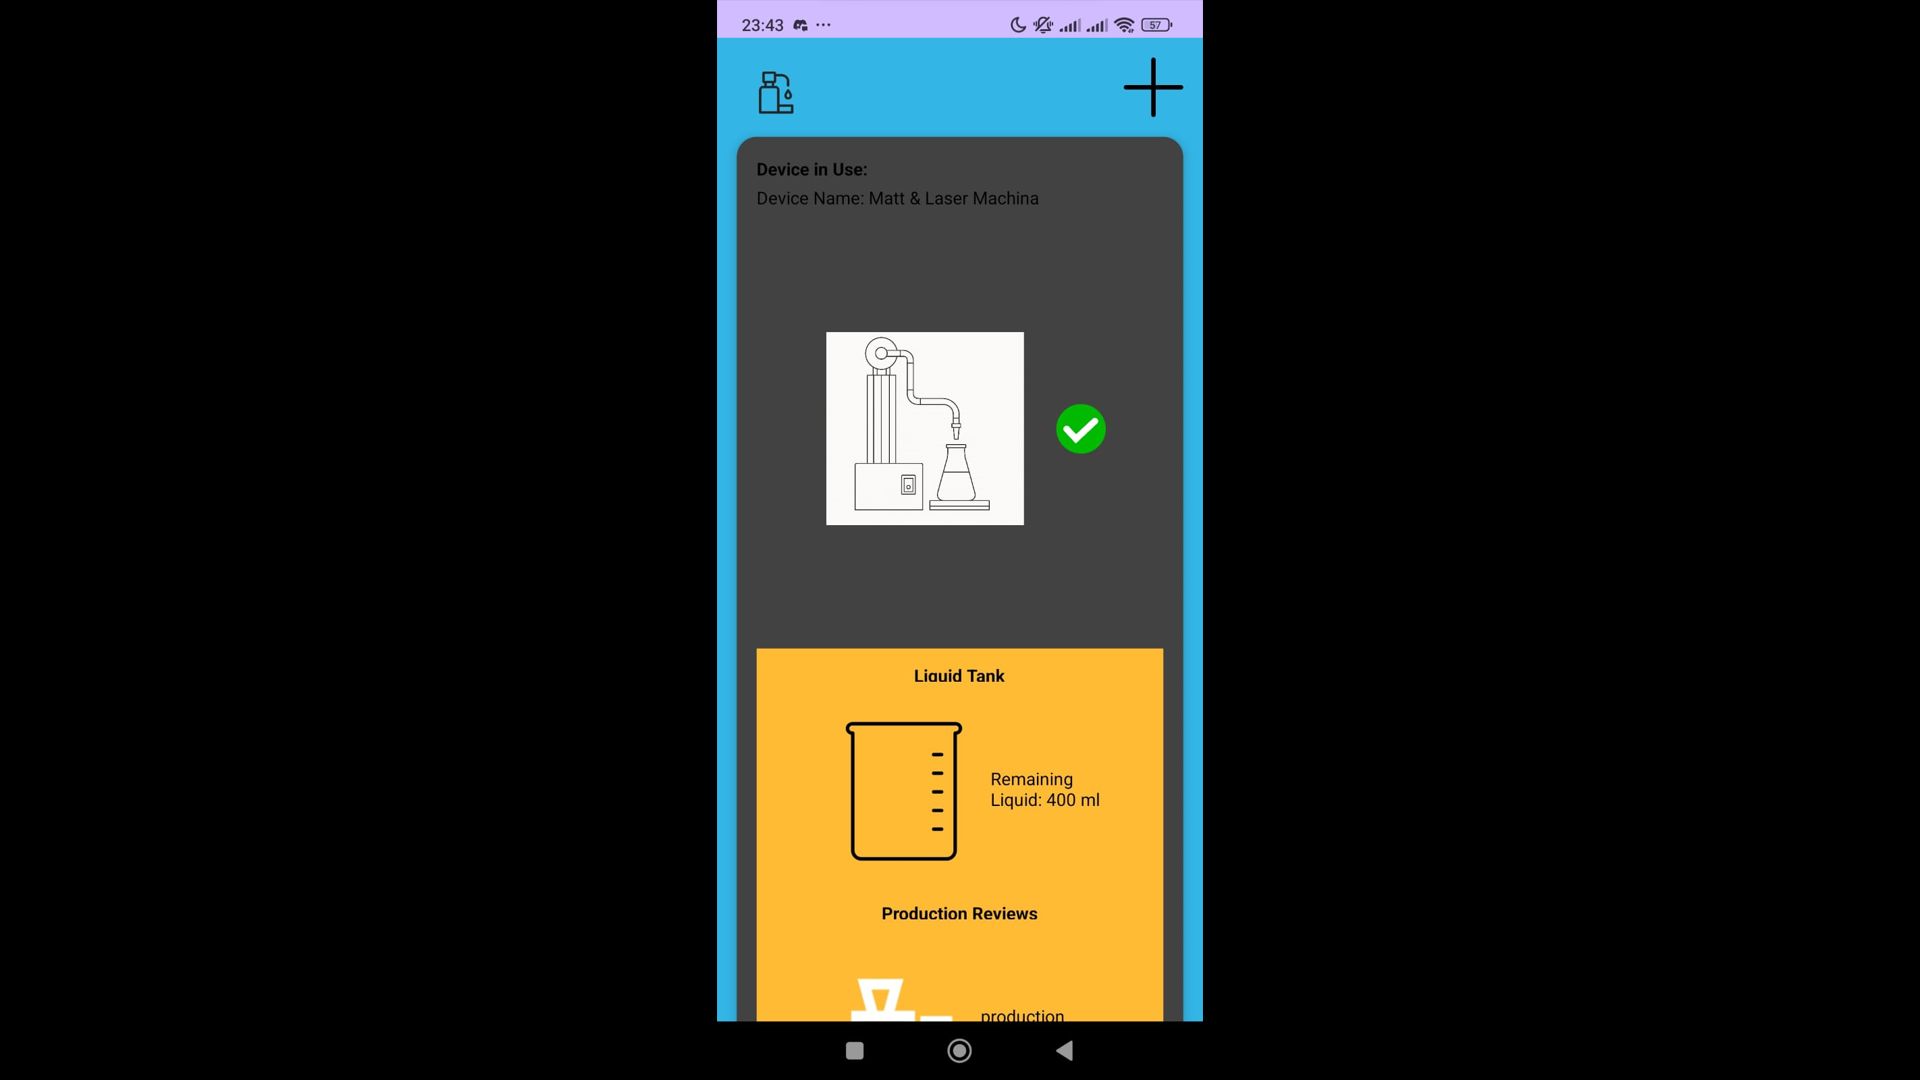 23:43
57
Device in Use:
Device Name: Matt & Laser Machina
Liquid Tank
Remaining
Liquid: 400 ml
Production Reviews
production